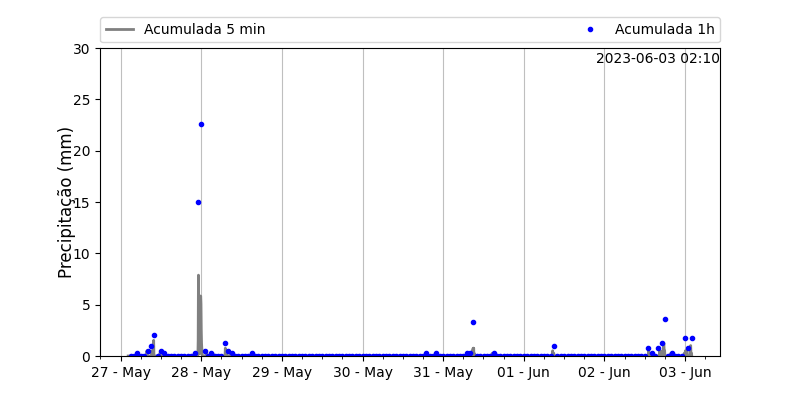 Acumulada 5 min
Acumulada 1h
2023-06-03 02:10
Precipitação (mm)
30
25
20
15
10
5
0
27 - May
28 - May
29 - May
30 - May
31 - May
01 - Jun
02 - Jun
03 - Jun